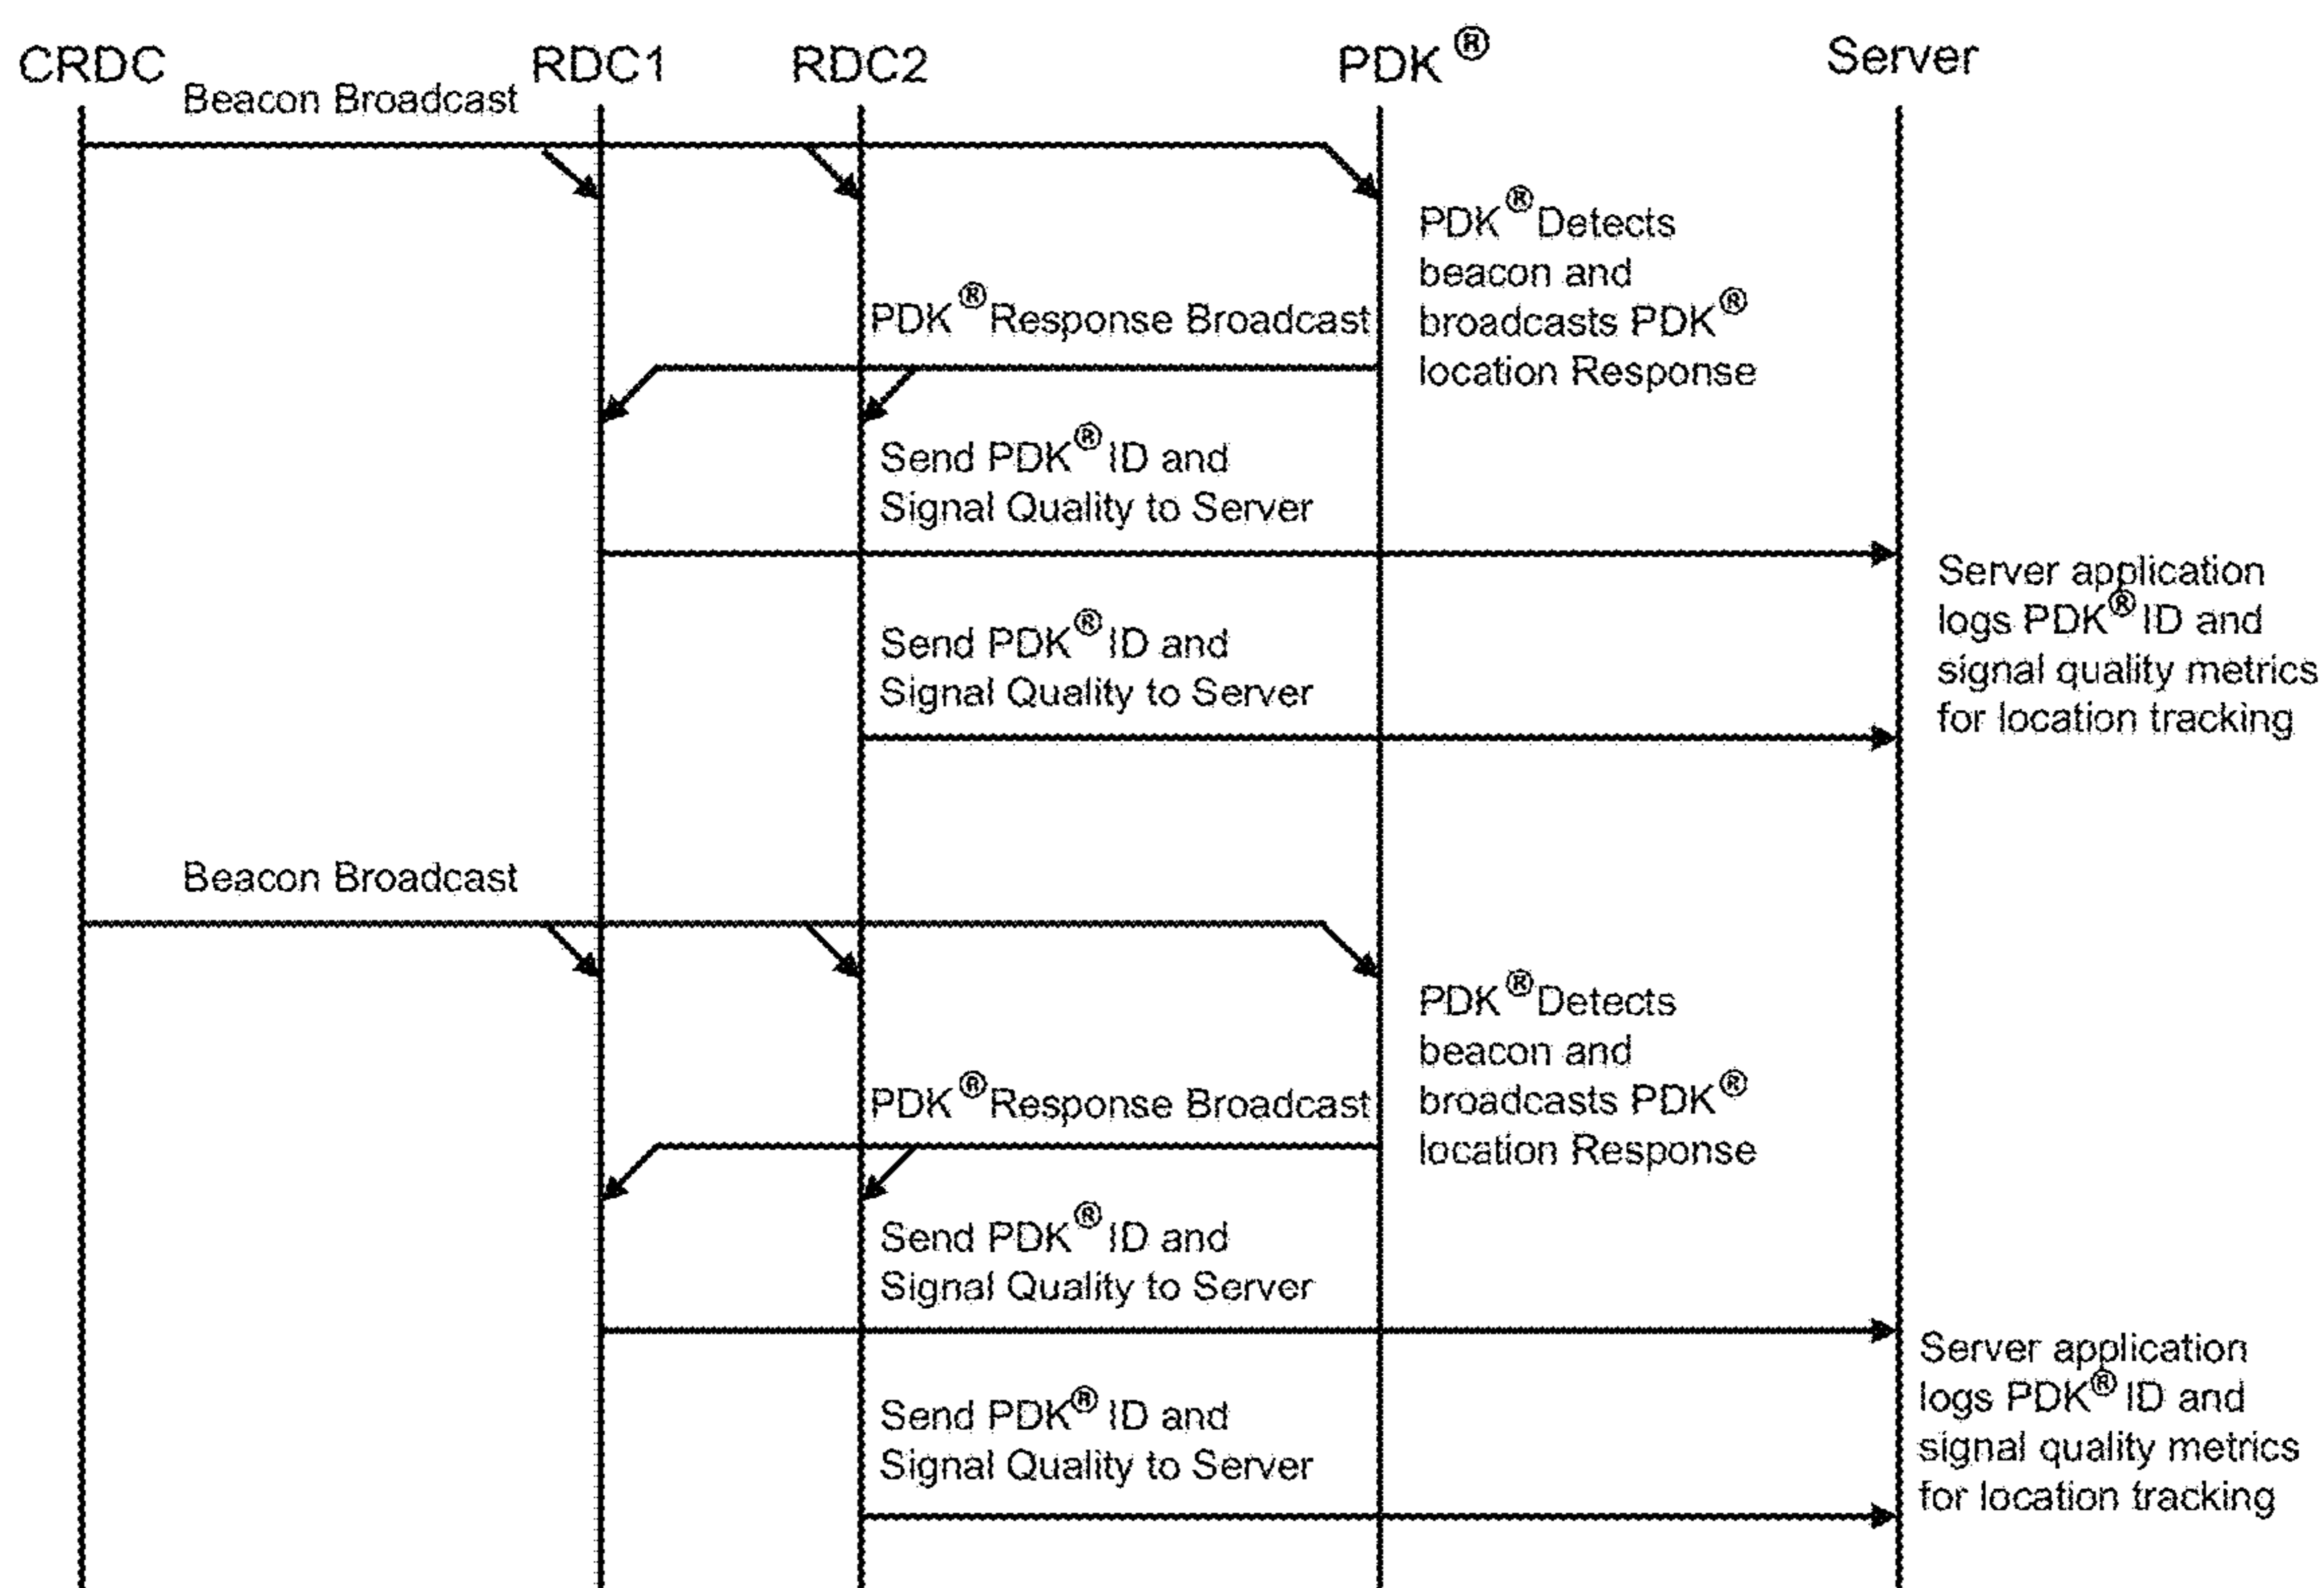 CRDC
RDC1
RDC2
PDK®
Server
Beacon Broadcast
PDK® Detects
beacon and
broadcasts PDK®
location Response
PDK® Response Broadcast
Send PDK® ID and
Signal Quality to Server
Server application
logs PDK® ID and
signal quality metrics
for location tracking
Send PDK® ID and
Signal Quality to Server
Beacon Broadcast
PDK® Detects
beacon and
broadcasts PDK®
location Response
PDK® Response Broadcast
Send PDK® ID and
Signal Quality to Server
Server application
logs PDK® ID and
signal quality metrics
for location tracking
Send PDK® ID and
Signal Quality to Server